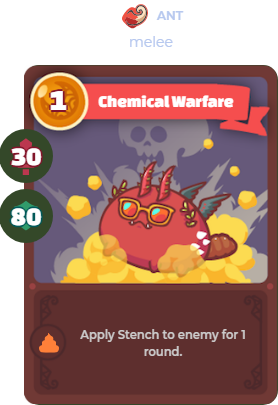 ANT
melee
1
Chemical Warfare
30
80
Apply Stench to enemy for 1
round.